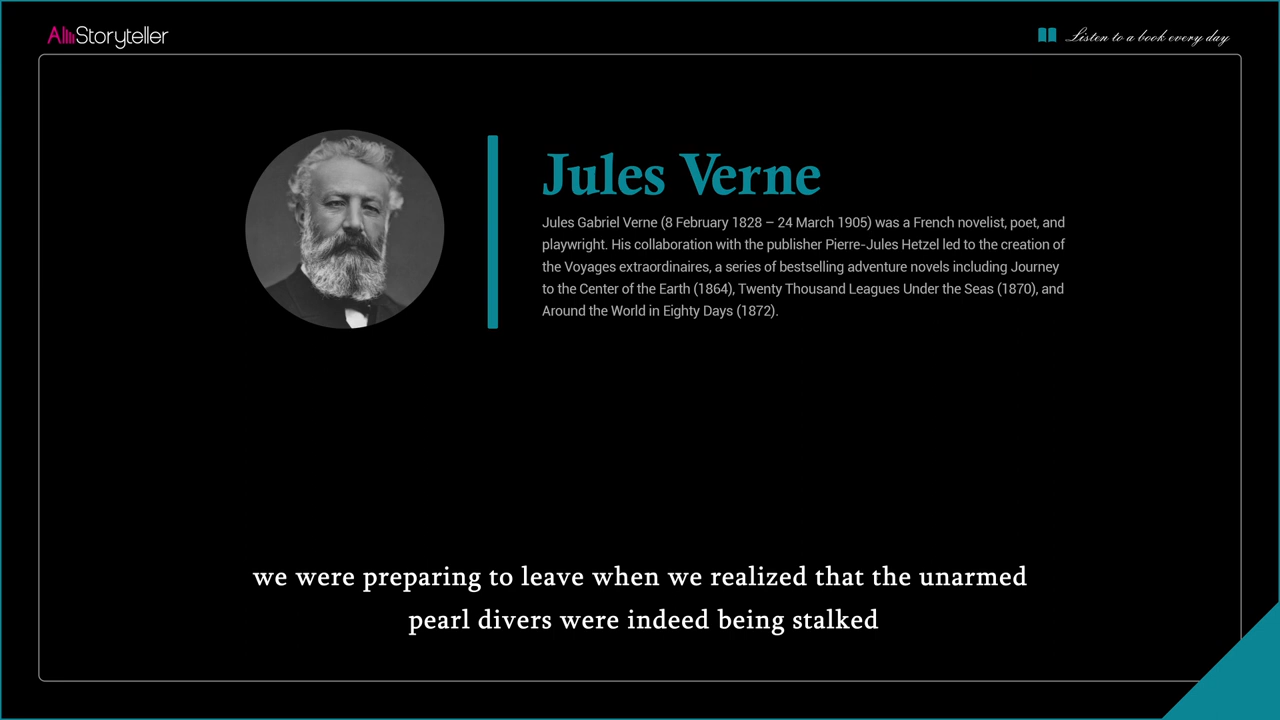 AllStoryteller
Listen to a book every day
Jules Verne
Jules Gabriel Verne (8 February 1828 – 24 March 1905) was a French novelist, poet, and
playwright. His collaboration with the publisher Pierre-Jules Hetzel led to the creation of
the Voyages extraordinaires, a series of bestselling adventure novels including Journey
to the Center of the Earth (1864), Twenty Thousand Leagues Under the Seas (1870), and
Around the World in Eighty Days (1872).
we were preparing to leave when we realized that the unarmed
pearl divers were indeed being stalked